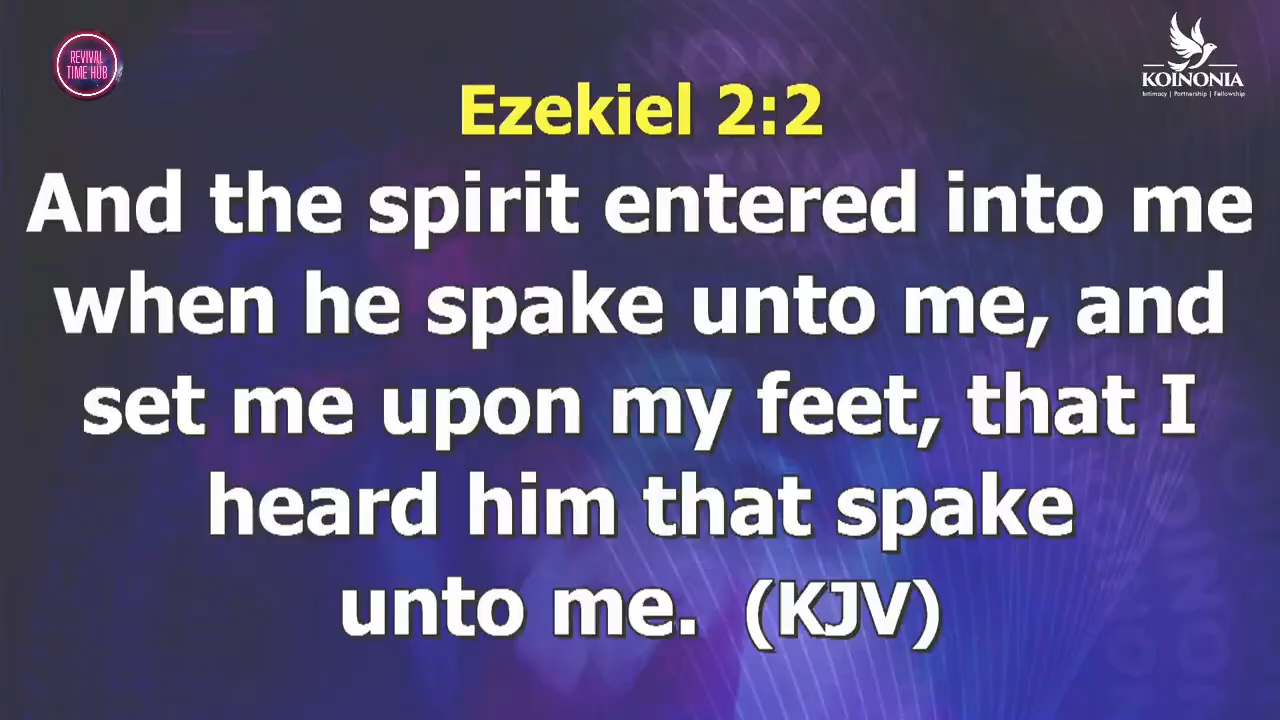 REVIVAL
TIME HUB
KOINONIA
Intimacy | Partnership | Fellowship
Ezekiel 2:2
And the spirit entered into me
when he spake unto me, and
set me upon my feet, that I
heard him that spake
unto me. (KJV)